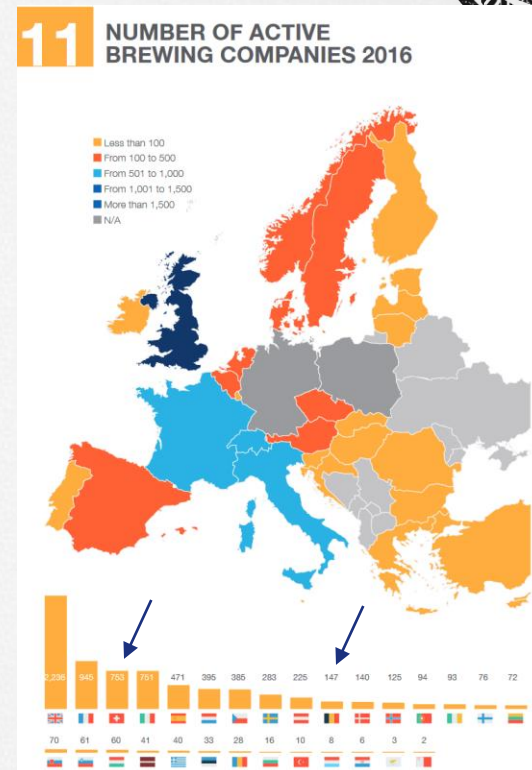 11
NUMBER OF ACTIVE
BREWING COMPANIES 2016
Less than 100
From 100 to 500
From 501 to 1,000
From 1,001 to 1,500
More than 1,500
N/A
2,236 945 753 751 471 395 385 283 225 147 140 125 94 93 76 72
70 61 60 41 40 33 28 16 10 8 6 3 2